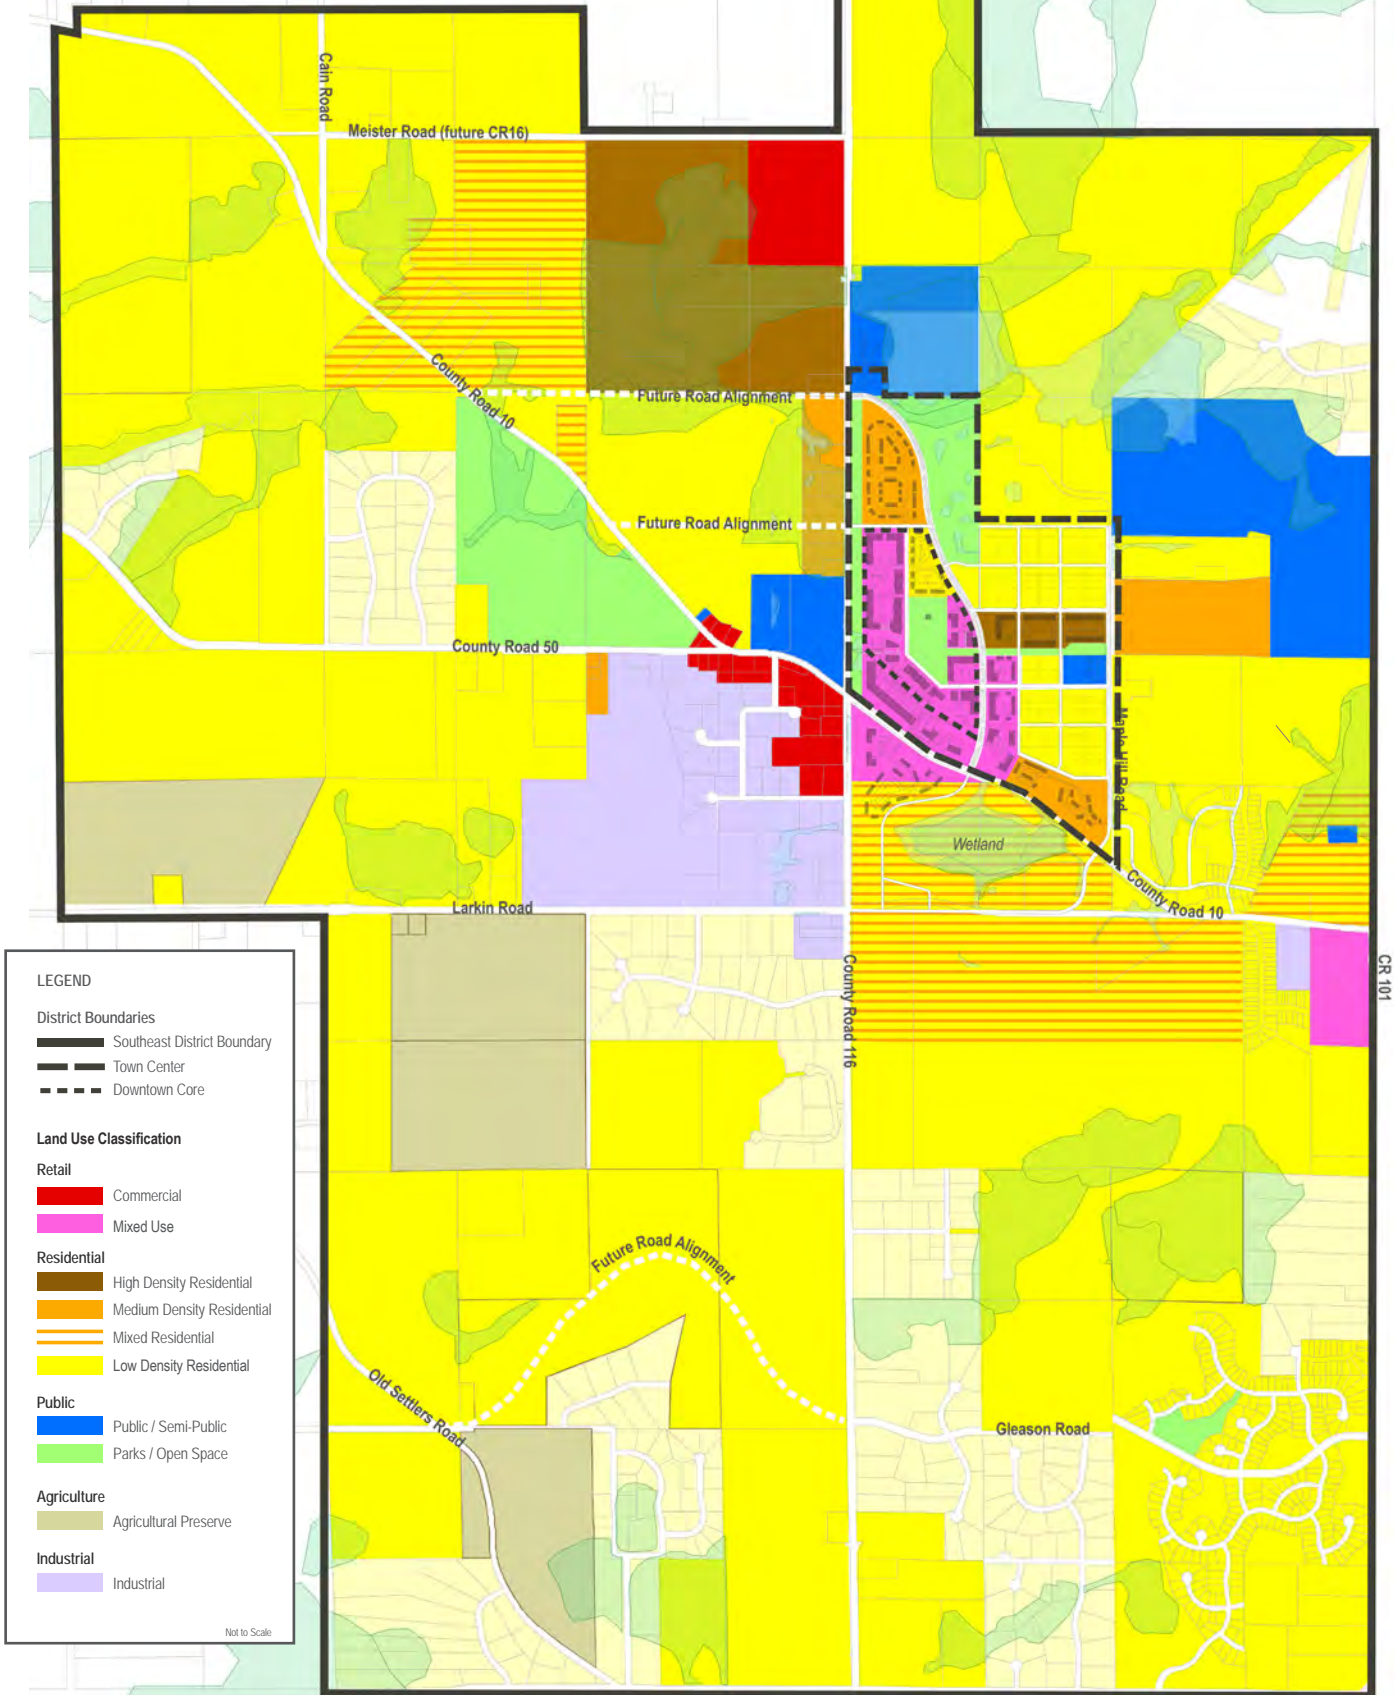 Cain Road
Meister Road (future CR16)
County Road 10
Future Road Alignment
Future Road Alignment
County Road 50
Maple Hill Road
Wetland
County Road 10
Larkin Road
County Road 116
CR 101
Future Road Alignment
Old Settlers Road
Gleason Road
LEGEND
District Boundaries
Southeast District Boundary
Town Center
Downtown Core
Land Use Classification
Retail
Commercial
Mixed Use
Residential
High Density Residential
Medium Density Residential
Mixed Residential
Low Density Residential
Public
Public / Semi-Public
Parks / Open Space
Agriculture
Agricultural Preserve
Industrial
Industrial
Not to Scale